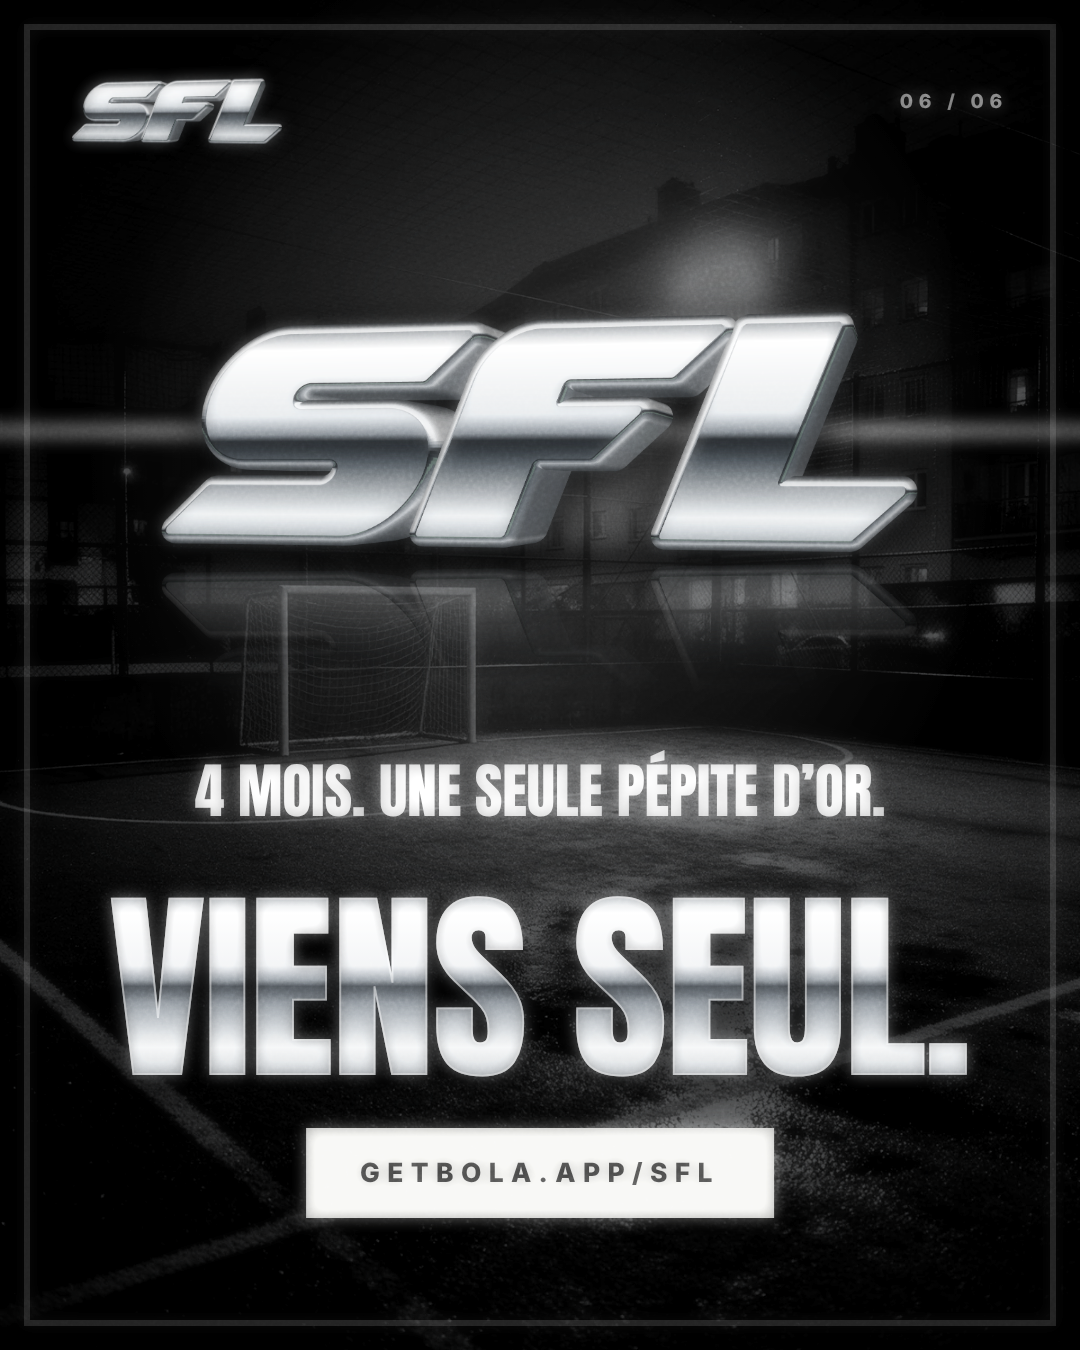 SFL
06 / 06
SFL
4 MOIS. UNE SEULE PÉPITE D’OR.
VIENS SEUL.
GETBOLA.APP/SFL